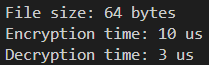 File size: 64 bytes
Encryption time: 10 us
Decryption time: 3 us